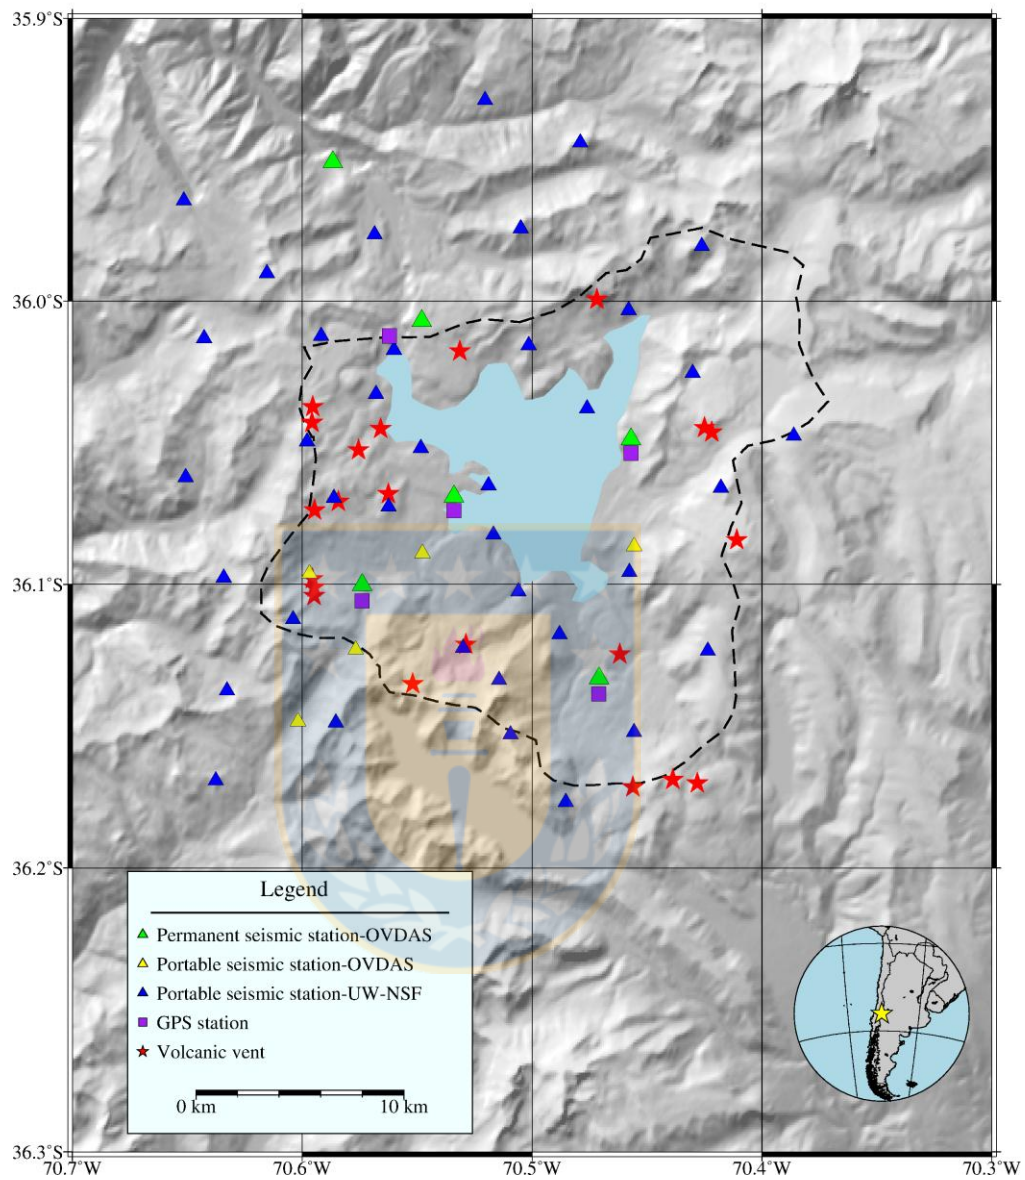 35.9°S
36.0°S
36.1°S
36.2°S
Legend
Permanent seismic station-OVDAS
Portable seismic station-OVDAS
Portable seismic station-UW-NSF
GPS station
Volcanic vent
0 km 10 km
36.3°S
70.7°W 70.6°W 70.5°W 70.4°W 70.3°W